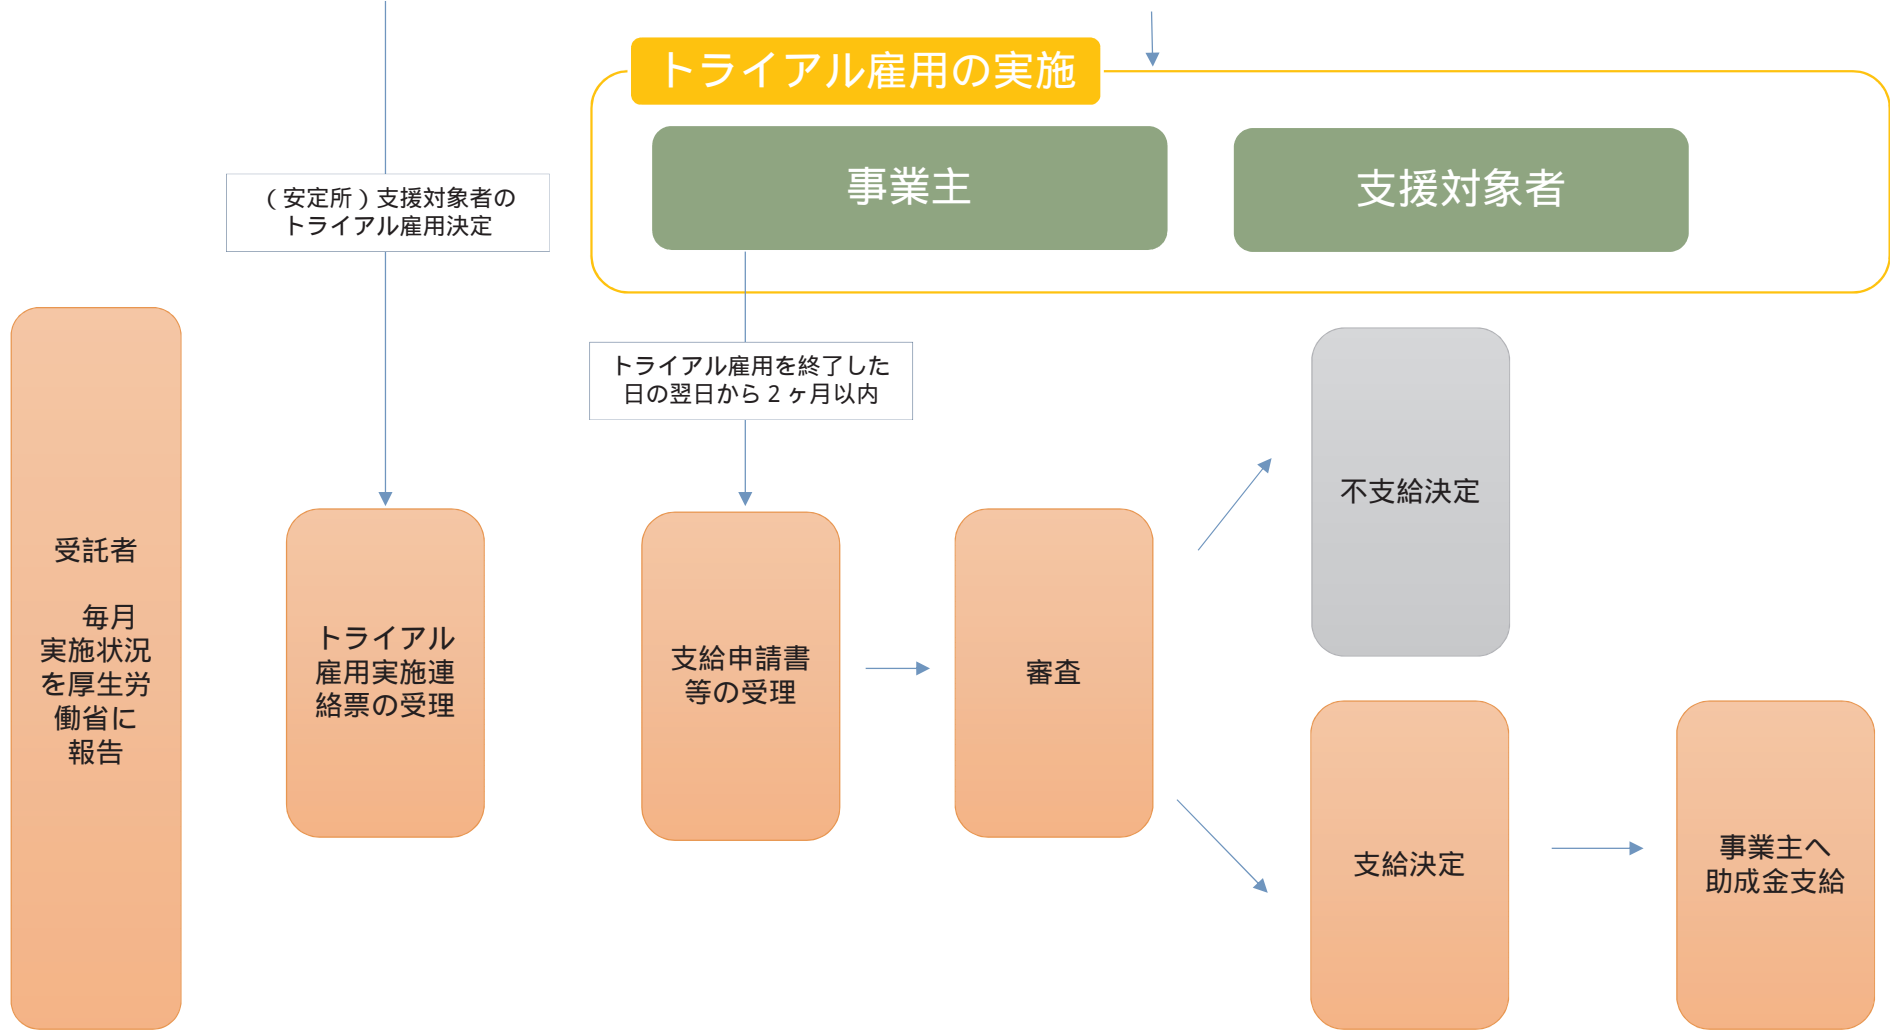 トライアル雇用の実施
事業主
支援対象者
（安定所）支援対象者の
トライアル雇用決定
トライアル雇用を終了した
日の翌日から２ヶ月以内
受託者
毎月
実施状況
を厚生労
働省に
報告
トライアル
雇用実施連
絡票の受理
支給申請書
等の受理
審査
不支給決定
支給決定
事業主へ
助成金支給